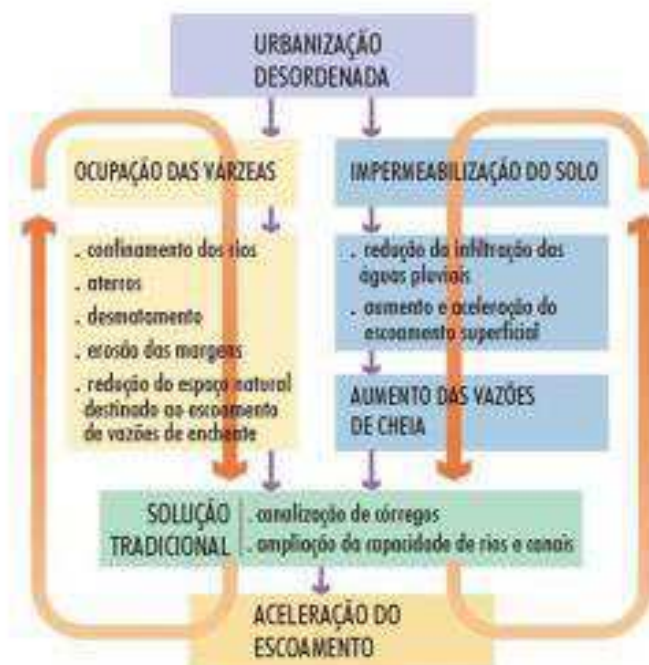 URBANIZAÇÃO
DESORDENADA
OCUPAÇÃO DAS VÁRZEAS
. confinamento dos rios
. aterros
. desmatamento
. erosão das margens
. redução do espaço natural
destinado ao escoamento
de vazões de enchente
IMPERMEABILIZAÇÃO DO SOLO
. redução da infiltração das
águas pluviais
. aumento e aceleração do
escoamento superficial
AUMENTO DAS VAZÕES
DE CHEIA
SOLUÇÃO
TRADICIONAL
. canalização de córregos
. ampliação da capacidade de rios e canais
ACELERAÇÃO DO
ESCOAMENTO